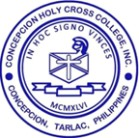 CONCEPCION HOLY CROSS COLLEGE, INC.
IN HOC SIGNO VINCES
MCMXLVI
CONCEPCION, TARLAC, PHILIPPINES